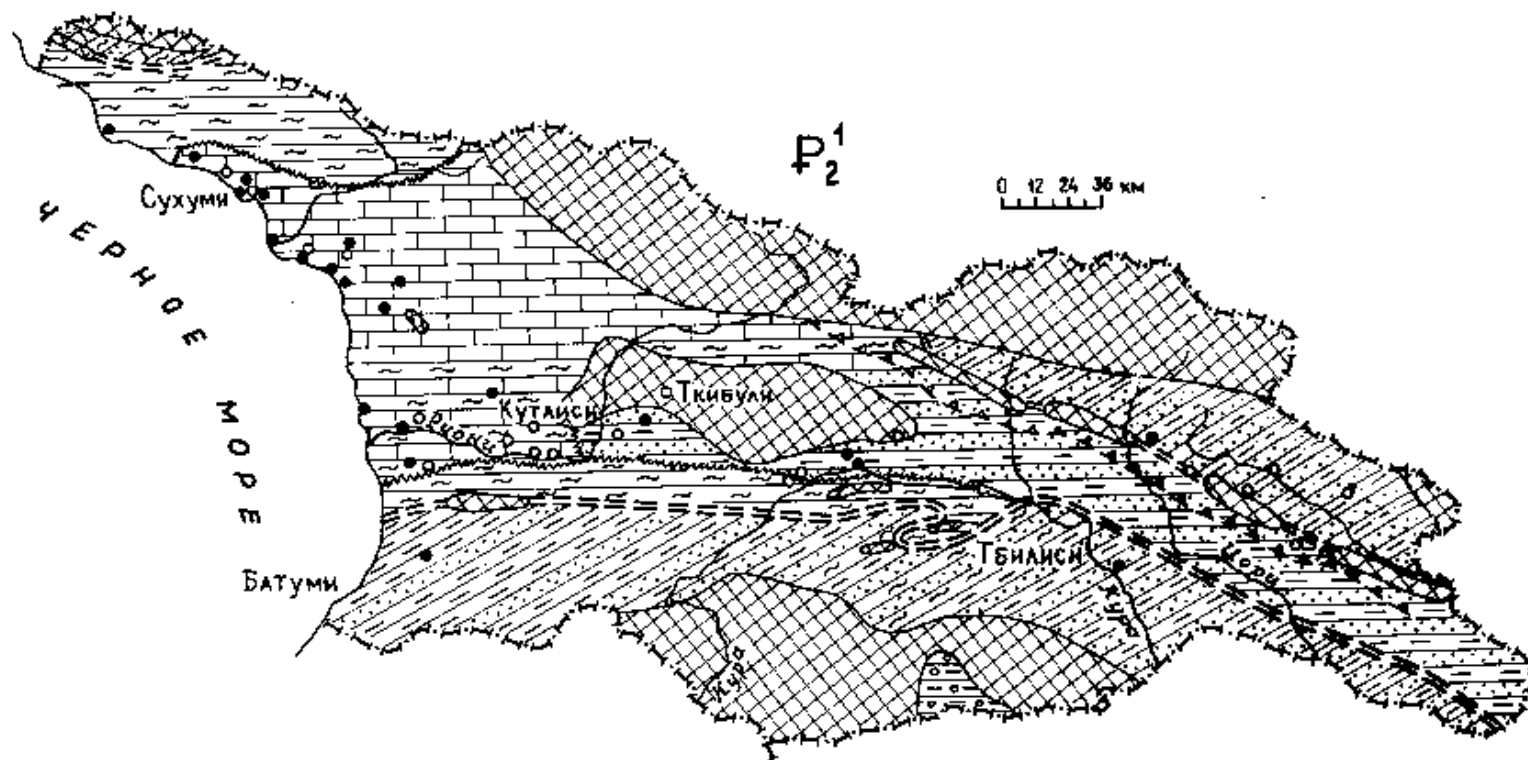 ₽₂¹
0 12 24 36 км
Сухуми
ЧЕРНОЕ МОРЕ
Ткибули
Кутаиси
Тбилиси
Батуми
Кура
Кура